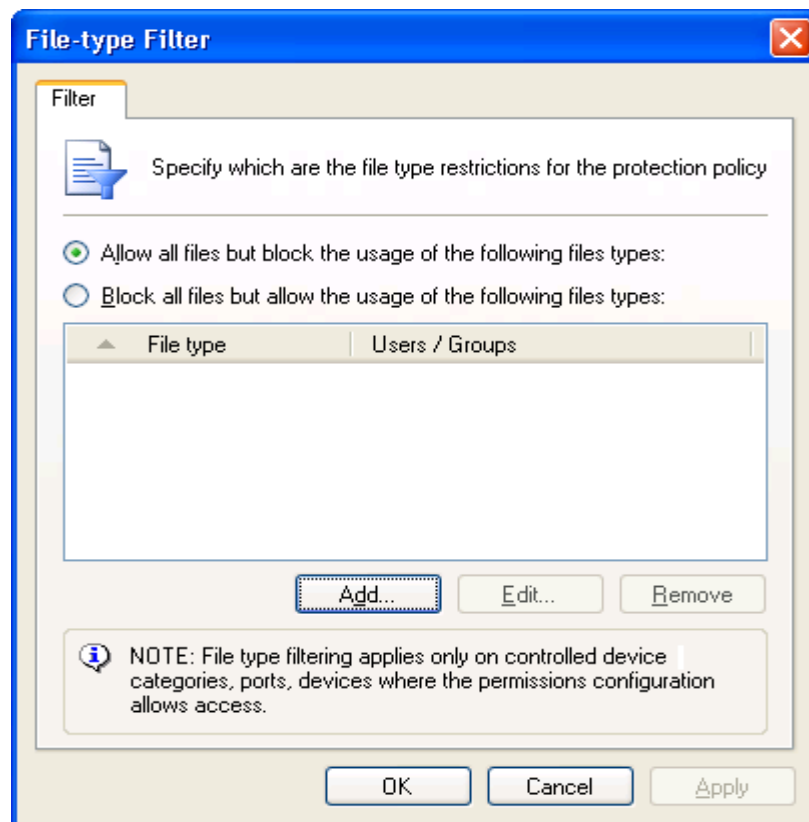 File-type Filter
Filter
Specify which are the file type restrictions for the protection policy
Allow all files but block the usage of the following files types:
Block all files but allow the usage of the following files types:
File type Users / Groups
Add... Edit... Remove
NOTE: File type filtering applies only on controlled device
categories, ports, devices where the permissions configuration
allows access.
OK Cancel Apply